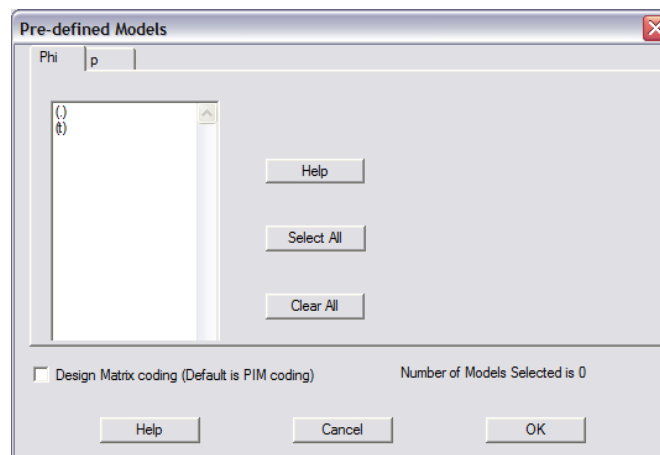 Pre-defined Models
Phi
p
(.)
(t)
Help
Select All
Clear All
Design Matrix coding (Default is PIM coding)
Number of Models Selected is 0
Help
Cancel
OK